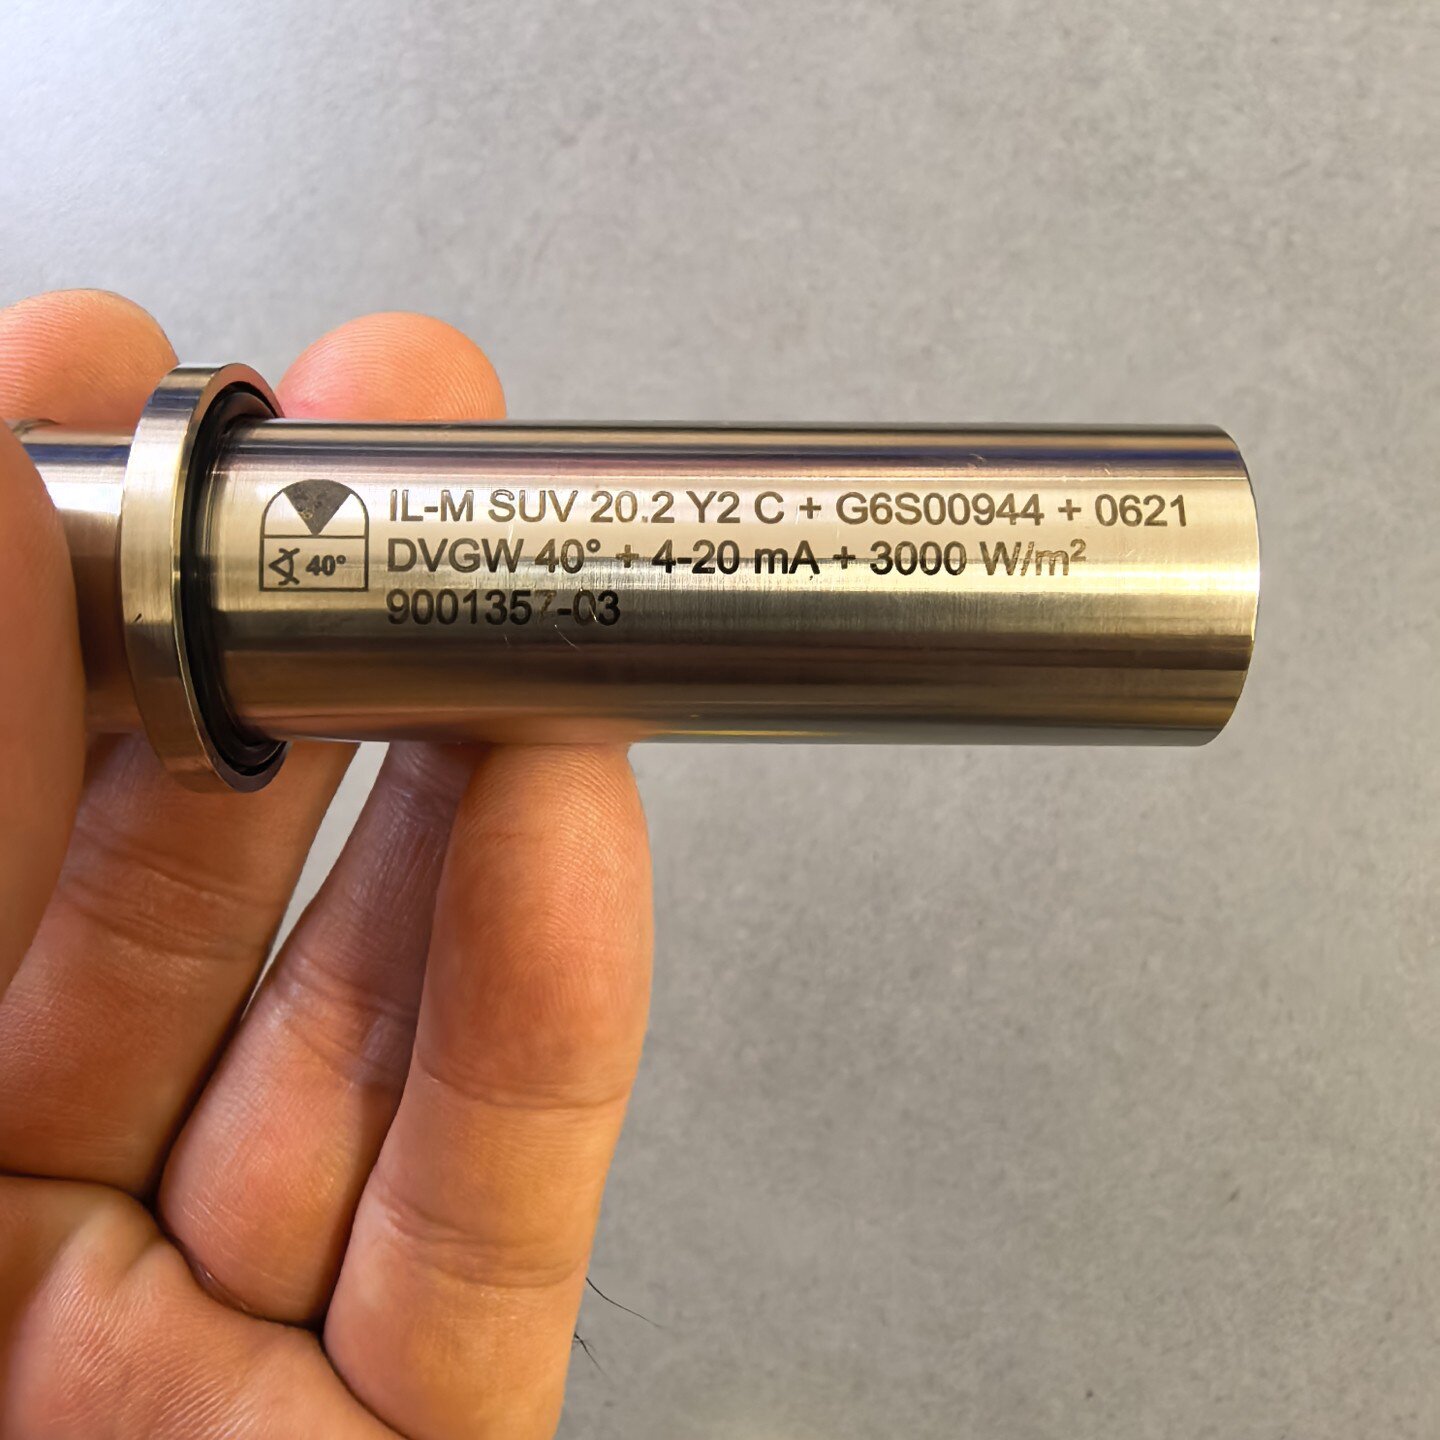 IL-M SUV 20.2 Y2 C + G6S00944 + 0621
DVGW 40° + 4-20 mA + 3000 W/m²
9001357-03
40°